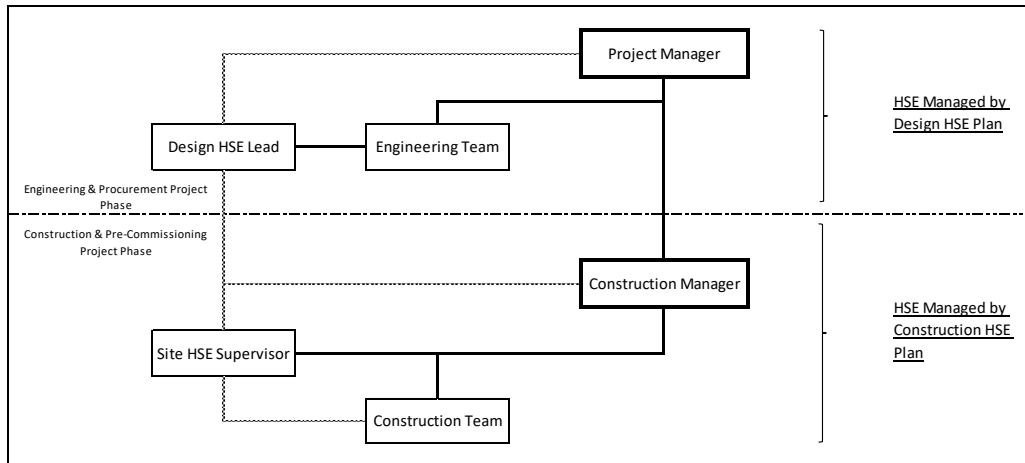 Project Manager
HSE Managed by
Design HSE Plan
Design HSE Lead
Engineering Team
Engineering & Procurement Project
Phase
Construction & Pre-Commissioning
Project Phase
Construction Manager
HSE Managed by
Construction HSE
Plan
Site HSE Supervisor
Construction Team